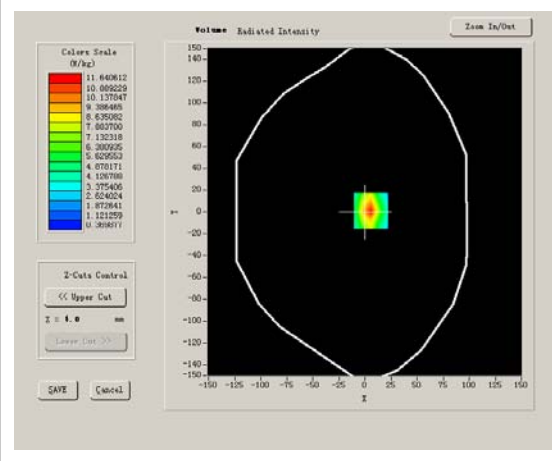 Volume Radiated Intensity
Zoom In/Out
Colors Scale
(W/kg)
11.640612
10.889229
10.137847
9.386465
8.635082
7.883700
7.132318
6.380935
5.629553
4.878171
4.126788
3.375406
2.624024
1.872641
1.121259
0.369877
Z-Cuts Control
<< Upper Cut
Z = 4.0 mm
Lower Cut >>
SAVE
Cancel
150
140
120
100
80
60
40
20
0
-20
-40
-60
-80
-100
-120
-140
-150
Y
-150 -125 -100 -75 -50 -25 0 25 50 75 100 125 150
X